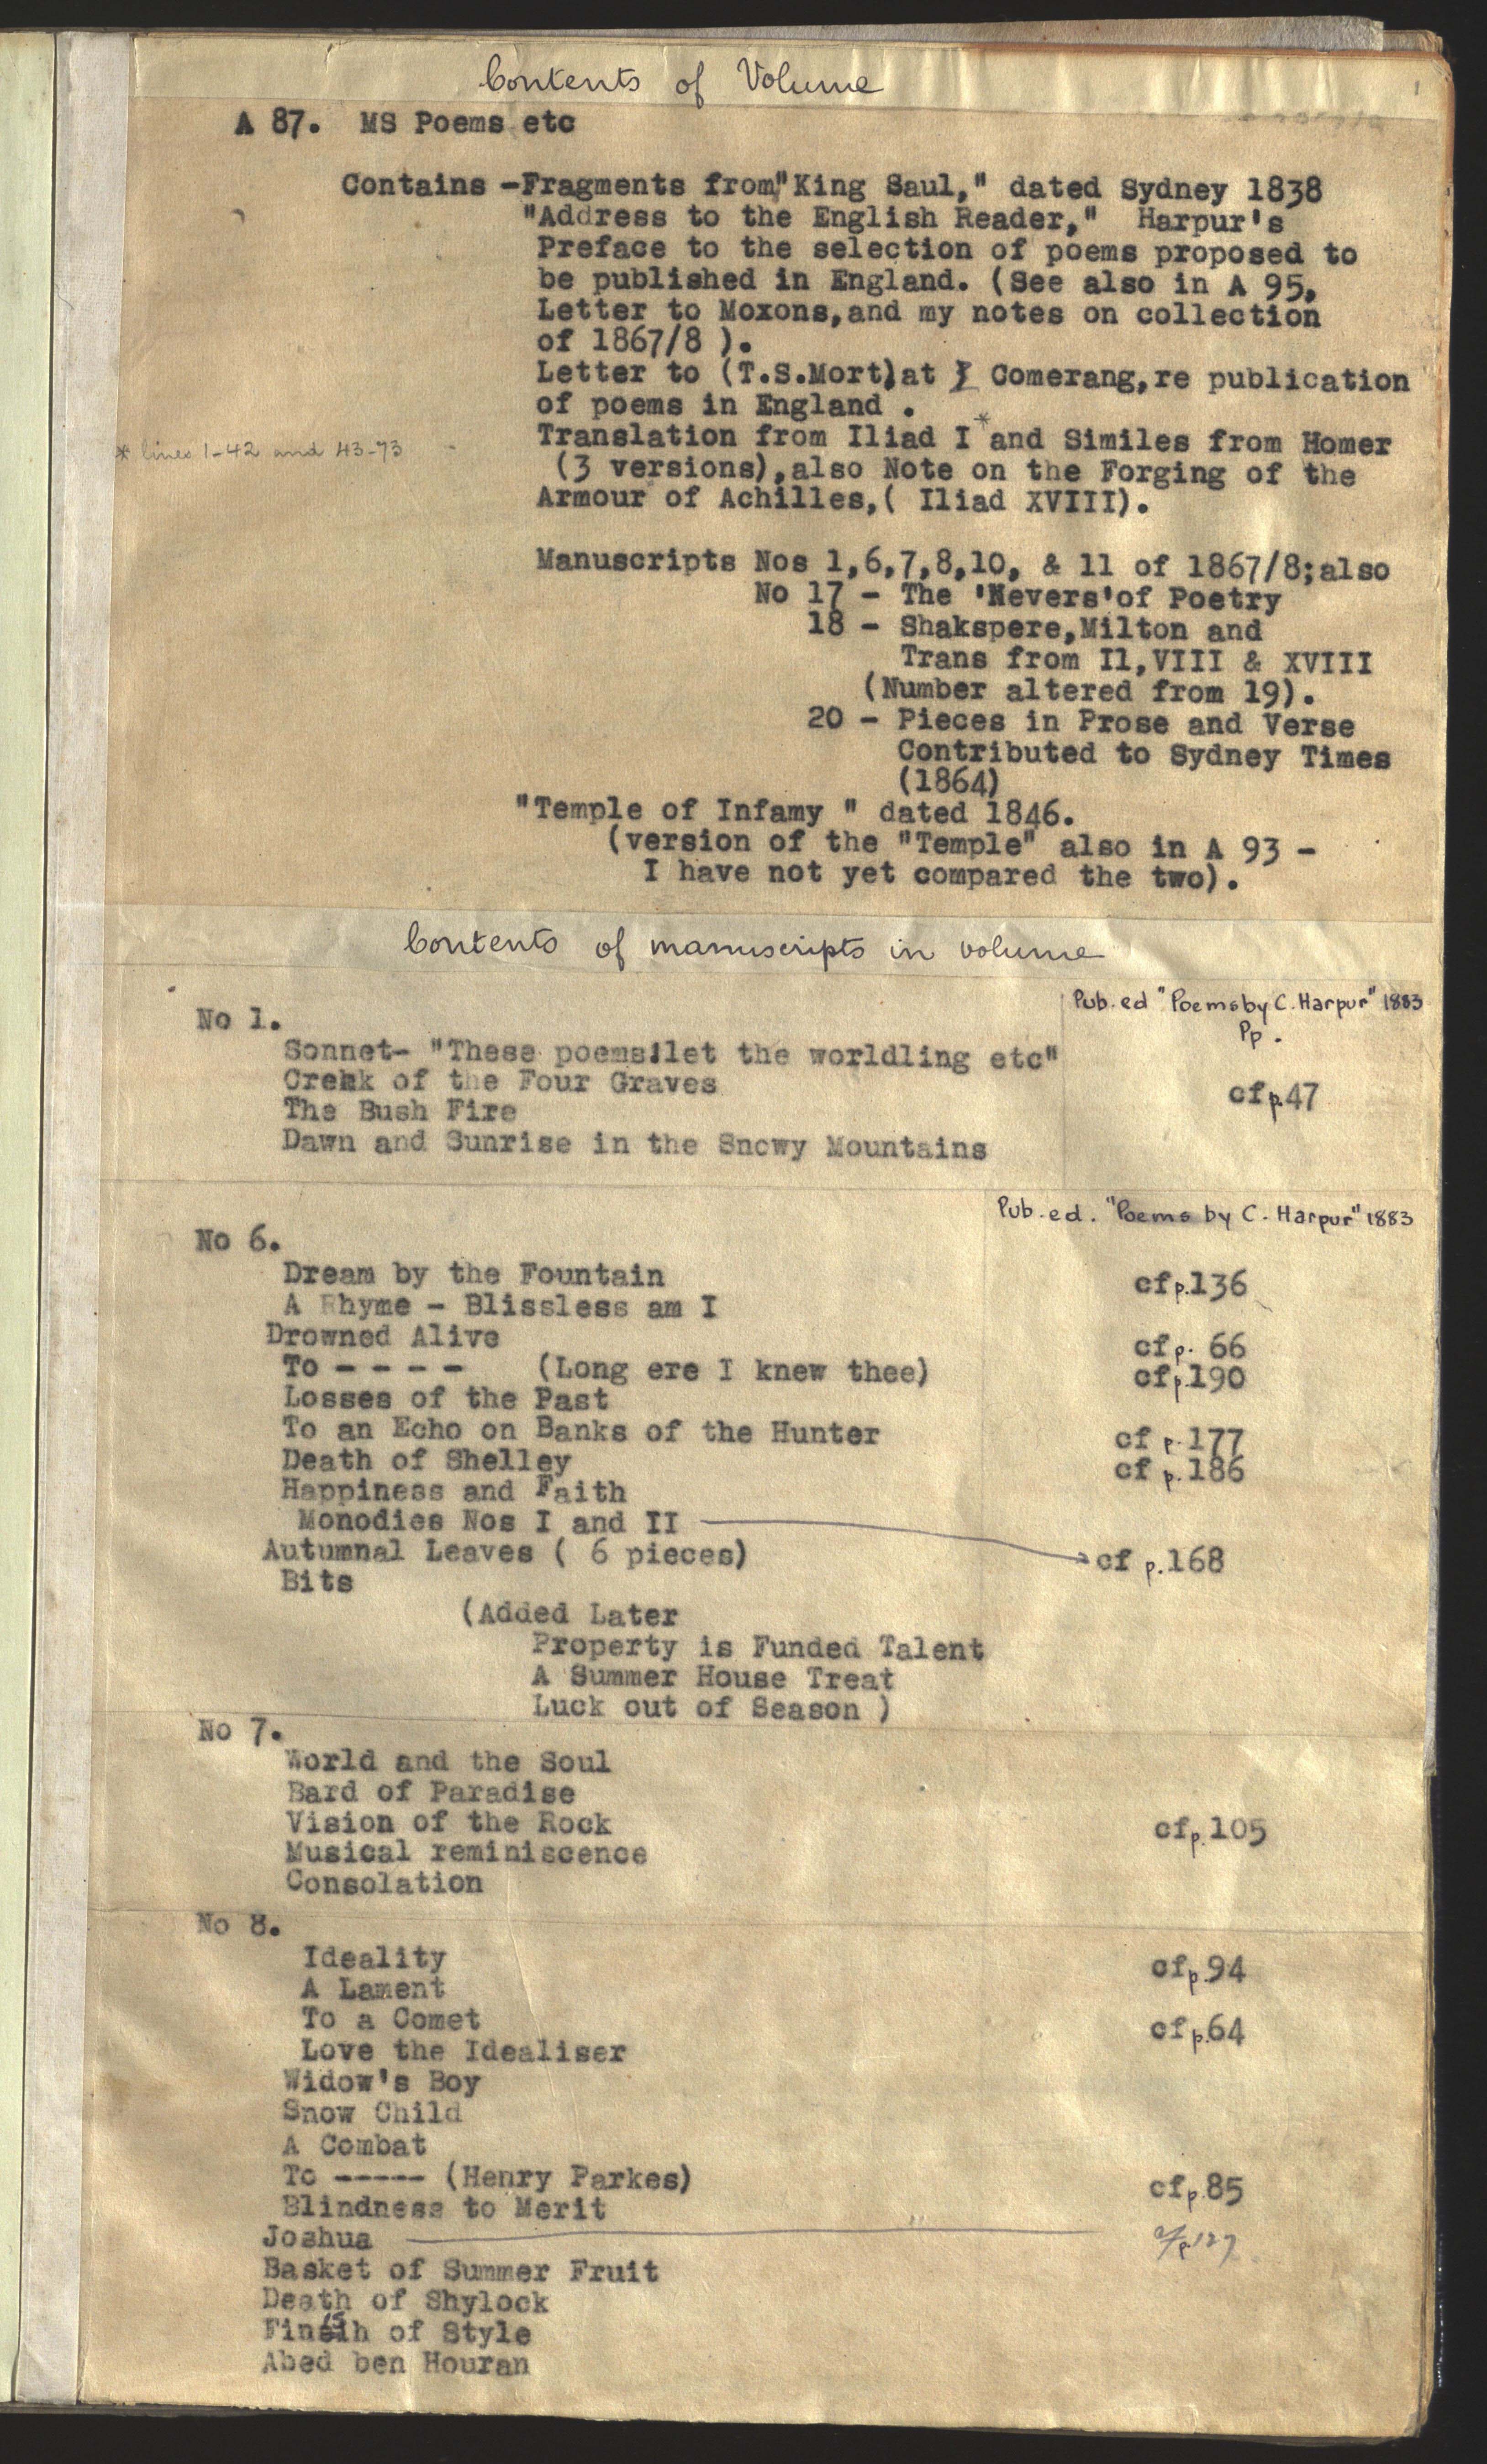 Contents of Volume
1
A 87. MS Poems etc
Contains -Fragments from,"King Saul," dated Sydney 1838
"Address to the English Reader," Harpur's
Preface to the selection of poems proposed to
be published in England. (See also in A 95,
Letter to Moxons,and my notes on collection
of 1867/8 ).
Letter to (T.S.Mort)at Comerang,re publication
of poems in England .
* lines 1-42 and 43-73
Translation from Iliad I * and Similes from Homer
(3 versions),also Note on the Forging of the
Armour of Achilles,( Iliad XVIII).
Manuscripts Nos 1,6,7,8,10, & 11 of 1867/8;also
No 17 - The 'Nevers'of Poetry
18 - Shakspere,Milton and
Trans from Il,VIII & XVIII
(Number altered from 19).
20 - Pieces in Prose and Verse
Contributed to Sydney Times
(1864)
"Temple of Infamy " dated 1846.
(version of the "Temple" also in A 93 -
I have not yet compared the two).
Contents of manuscripts in volume
Pub. ed "Poems by C. Harpur" 1883
No 1.
Pp.
Sonnet- "These poems:let the worldling etc"
Creek of the Four Graves cf p.47
The Bush Fire
Dawn and Sunrise in the Snowy Mountains
Pub. ed. "Poems by C. Harpur" 1883
No 6.
Dream by the Fountain cf p.136
A Rhyme - Blissless am I
Drowned Alive cf p. 66
To - - - - (Long ere I knew thee) cf p.190
Losses of the Past
To an Echo on Banks of the Hunter cf p.177
Death of Shelley cf p.186
Happiness and Faith
Monodies Nos I and II cf p.168
Autumnal Leaves ( 6 pieces)
Bits
(Added Later
Property is Funded Talent
A Summer House Treat
Luck out of Season )
No 7.
World and the Soul
Bard of Paradise
Vision of the Rock cf p.105
Musical reminiscence
Consolation
No 8.
Ideality cf p.94
A Lament
To a Comet cf p.64
Love the Idealiser
Widow's Boy
Snow Child
A Combat
To ----- (Henry Parkes) cf p.85
Blindness to Merit
Joshua cf p.127
Basket of Summer Fruit
Death of Shylock
Finish of Style
Abed ben Houran